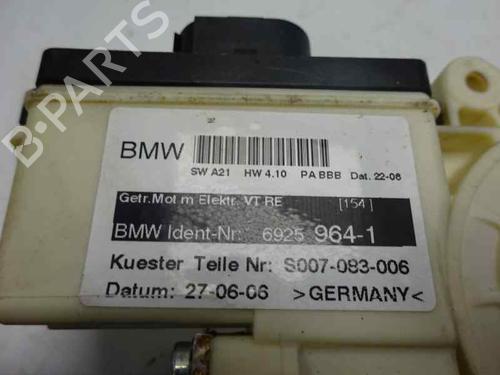 BMW
SW A21 HW 4.10 PA BBB Dat. 22-06
Getr.Mot m Elektr. VT RE [154]
BMW Ident-Nr: 6925 964-1
Kuester Teile Nr: S007-083-006
Datum: 27-06-06 >GERMANY<
B-PARTS